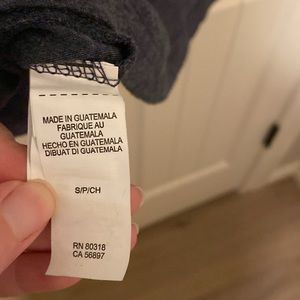 MADE IN GUATEMALA
FABRIQUE AU
GUATEMALA
HECHO EN GUATEMALA
DIBUAT DI GUATEMALA
S/P/CH
RN 80318
CA 56897